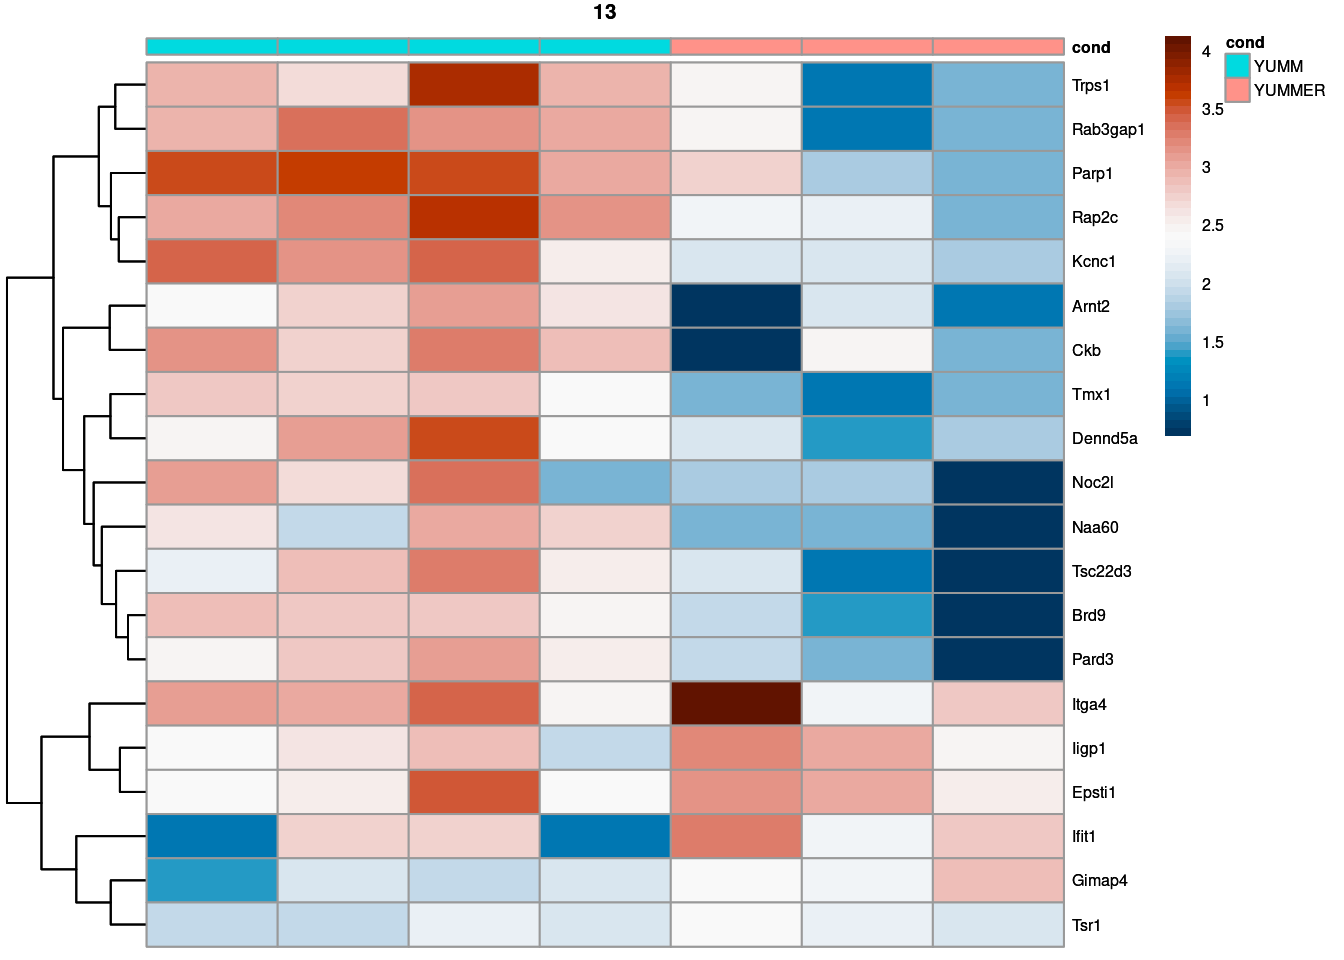 13
cond
Trps1
Rab3gap1
Parp1
Rap2c
Kcnc1
Arnt2
Ckb
Tmx1
Dennd5a
Noc2l
Naa60
Tsc22d3
Brd9
Pard3
Itga4
Iigp1
Epsti1
Ifit1
Gimap4
Tsr1
4
3.5
3
2.5
2
1.5
1
cond
YUMM
YUMMER